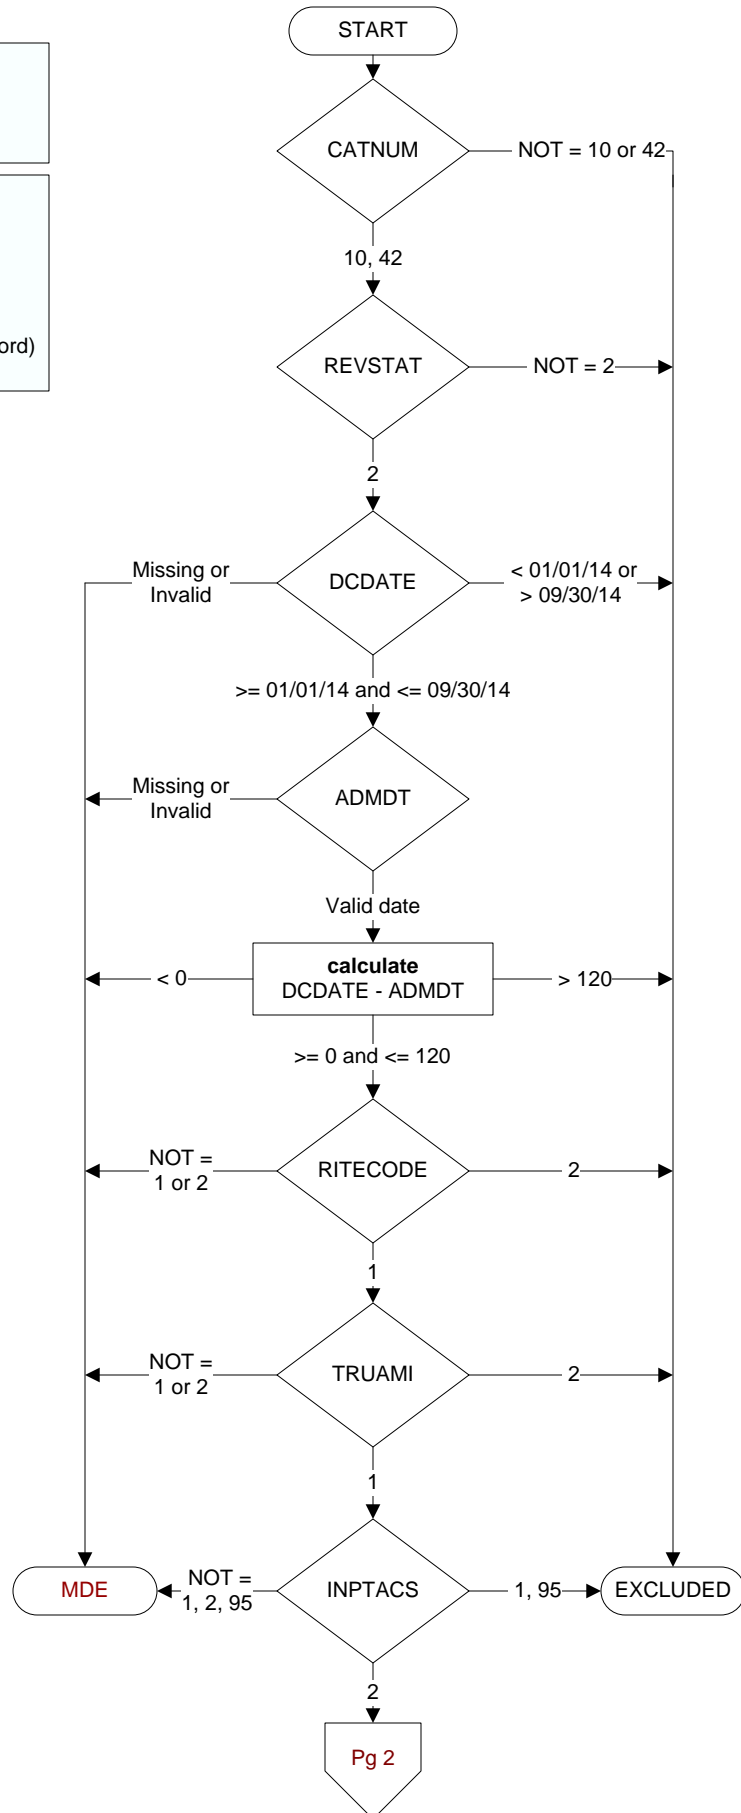 START
CATNUM
NOT = 10 or 42
10, 42
ord)
REVSTAT
NOT = 2
2
Missing or
Invalid
DCDATE
< 01/01/14 or
> 09/30/14
>= 01/01/14 and <= 09/30/14
Missing or
Invalid
ADMDT
Valid date
< 0
calculate
DCDATE - ADMDT
> 120
>= 0 and <= 120
NOT =
1 or 2
RITECODE
2
1
NOT =
1 or 2
TRUAMI
2
1
MDE
NOT =
1, 2, 95
INPTACS
1, 95
EXCLUDED
2
Pg 2